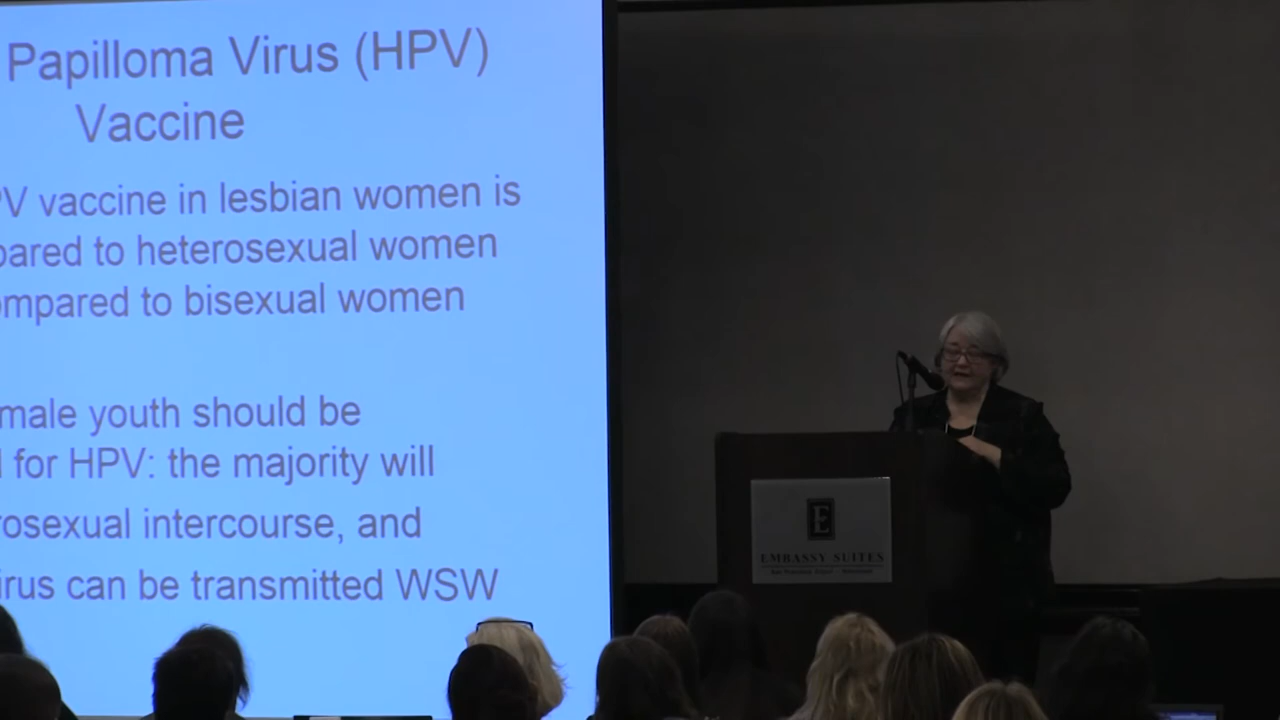 Papilloma Virus (HPV)
Vaccine
PV vaccine in lesbian women is
pared to heterosexual women
ompared to bisexual women
male youth should be
for HPV: the majority will
rosexual intercourse, and
irus can be transmitted WSW
E
EMBASSY SUITES